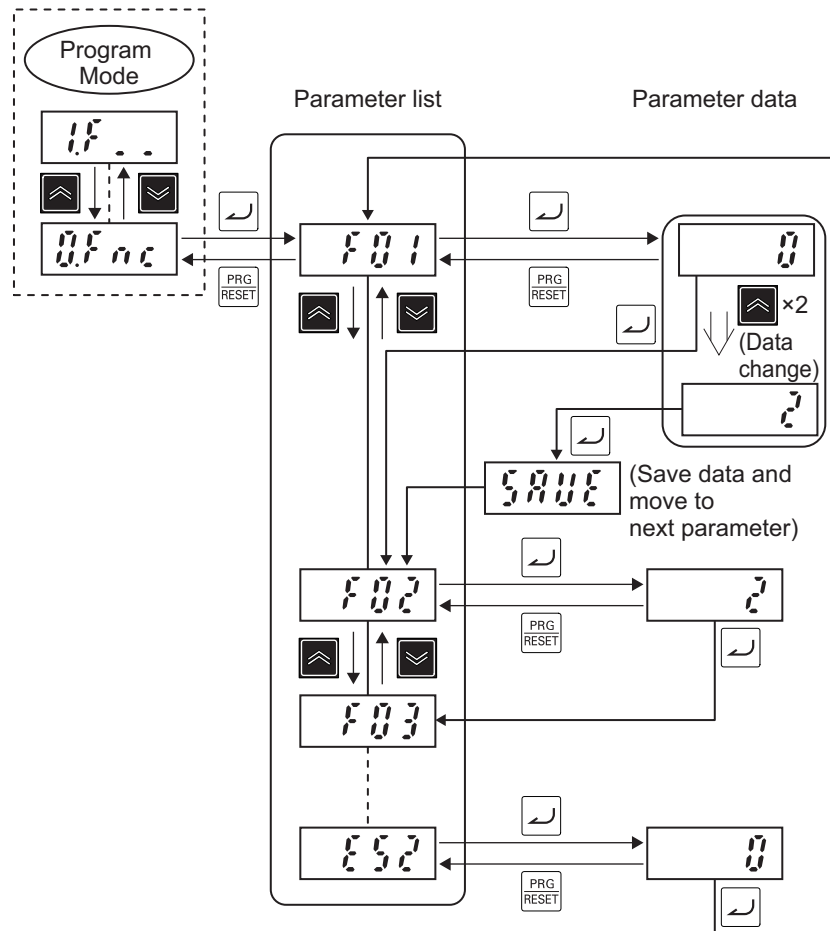 Program
Mode
Parameter list
Parameter data
1.F_ _
0.Fnc
F01
0
PRG
RESET
PRG
RESET
×2
(Data
change)
2
SAVE
(Save data and
move to
next parameter)
F02
2
PRG
RESET
F03
E52
0
PRG
RESET